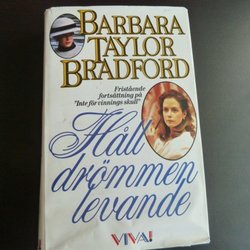 BARBARA
TAYLOR
BRADFORD
Fristående
fortsättning på
"Inte för vinnings skull"
Håll
drömmen
levande
VIVA!